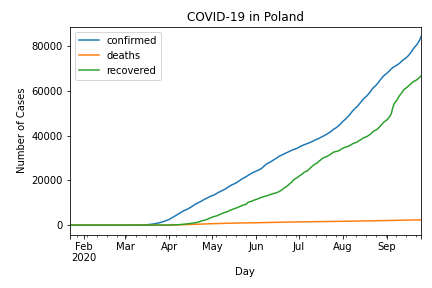 COVID-19 in Poland
confirmed
deaths
recovered
Number of Cases
80000
60000
40000
20000
0
Feb Mar Apr May Jun Jul Aug Sep
2020
Day